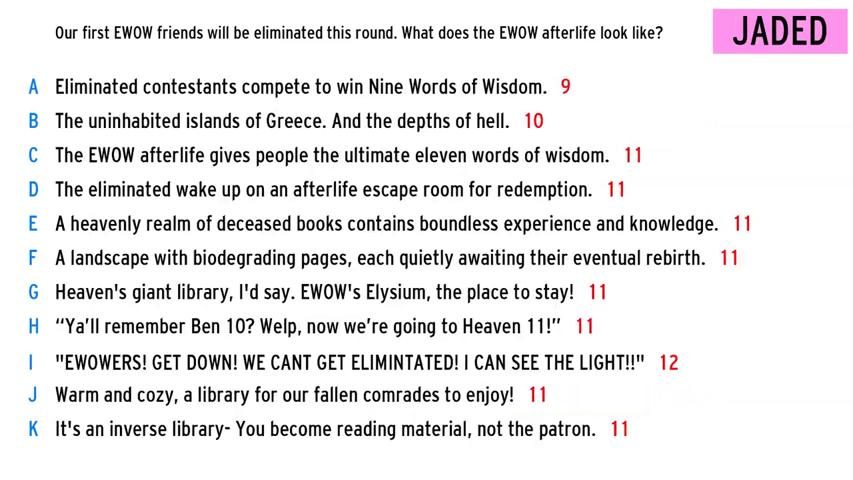 Our first EWOW friends will be eliminated this round. What does the EWOW afterlife look like?
JADED
A Eliminated contestants compete to win Nine Words of Wisdom. 9
B The uninhabited islands of Greece. And the depths of hell. 10
C The EWOW afterlife gives people the ultimate eleven words of wisdom. 11
D The eliminated wake up on an afterlife escape room for redemption. 11
E A heavenly realm of deceased books contains boundless experience and knowledge. 11
F A landscape with biodegrading pages, each quietly awaiting their eventual rebirth. 11
G Heaven's giant library, I'd say. EWOW's Elysium, the place to stay! 11
H “Ya’ll remember Ben 10? Welp, now we’re going to Heaven 11!” 11
I "EWOWERS! GET DOWN! WE CANT GET ELIMINTATED! I CAN SEE THE LIGHT!!" 12
J Warm and cozy, a library for our fallen comrades to enjoy! 11
K It's an inverse library- You become reading material, not the patron. 11